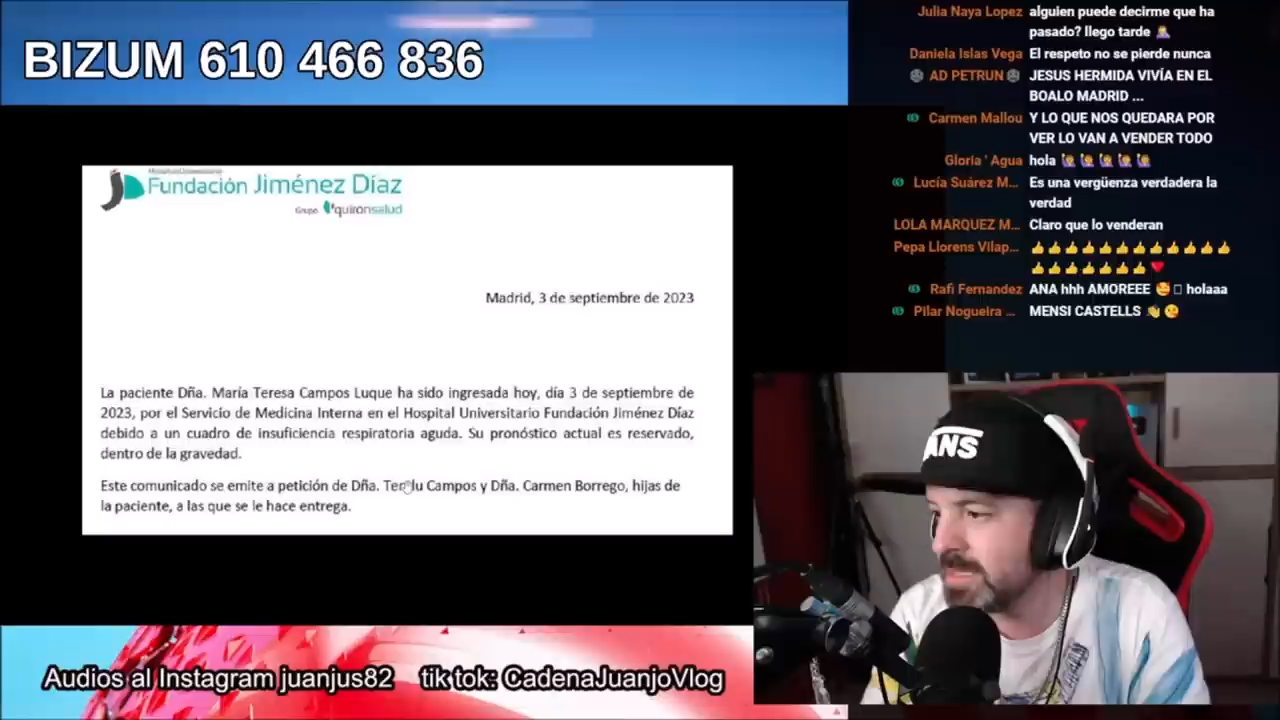 BIZUM 610 466 836
Fundación Jiménez Díaz
Grupo quironsalud
Madrid, 3 de septiembre de 2023
La paciente Dña. María Teresa Campos Luque ha sido ingresada hoy, día 3 de septiembre de
2023, por el Servicio de Medicina Interna en el Hospital Universitario Fundación Jiménez Díaz
debido a un cuadro de insuficiencia respiratoria aguda. Su pronóstico actual es reservado,
dentro de la gravedad.
Este comunicado se emite a petición de Dña. Terelu Campos y Dña. Carmen Borrego, hijas de
la paciente, a las que se le hace entrega.
Julia Naya Lopez alguien puede decirme que ha
pasado? llego tarde 🤦‍♀️
Daniela Islas Vega El respeto no se pierde nunca
AD PETRUN JESUS HERMIDA VIVÍA EN EL
BOALO MADRID ...
Carmen Mallou Y LO QUE NOS QUEDARA POR
VER LO VAN A VENDER TODO
Gloria ' Agua hola 🙋‍♀️🙋‍♀️🙋‍♀️🙋‍♀️🙋‍♀️
Lucía Suárez M... Es una vergüenza verdadera la
verdad
LOLA MARQUEZ M... Claro que lo venderan
Pepa Llorens Vilap... 👍👍👍👍👍👍👍👍👍👍👍👍
👍👍👍👍👍👍👍❤️
Rafi Fernandez ANA hhh AMOREEE 🥰 holaaa
Pilar Nogueira ... MENSI CASTELLS 👏😘
ANS
Audios al Instagram juanjus82 tik tok: CadenaJuanjoVlog